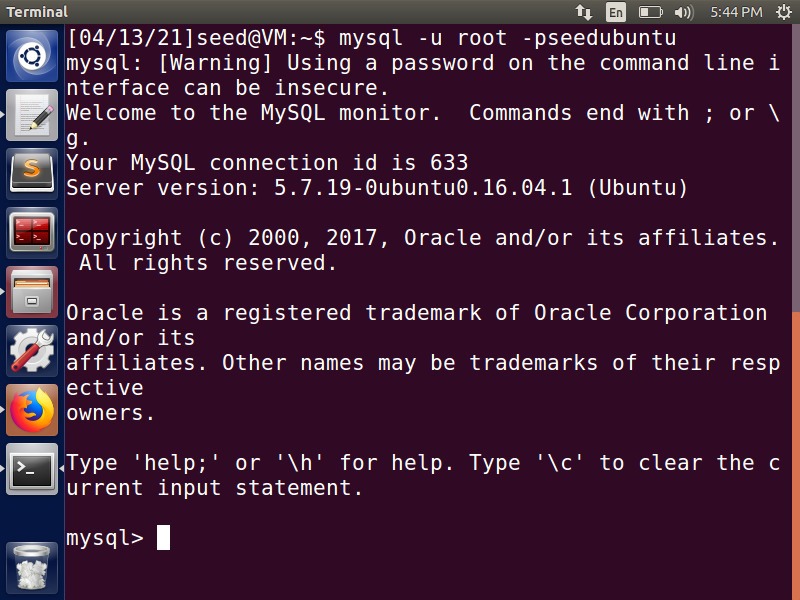 Terminal
En
5:44 PM
[04/13/21]seed@VM:~$ mysql -u root -pseedubuntu
mysql: [Warning] Using a password on the command line i
nterface can be insecure.
Welcome to the MySQL monitor.  Commands end with ; or \
g.
Your MySQL connection id is 633
Server version: 5.7.19-0ubuntu0.16.04.1 (Ubuntu)
Copyright (c) 2000, 2017, Oracle and/or its affiliates.
 All rights reserved.
Oracle is a registered trademark of Oracle Corporation
and/or its
affiliates. Other names may be trademarks of their resp
ective
owners.
Type 'help;' or '\h' for help. Type '\c' to clear the c
urrent input statement.
mysql>